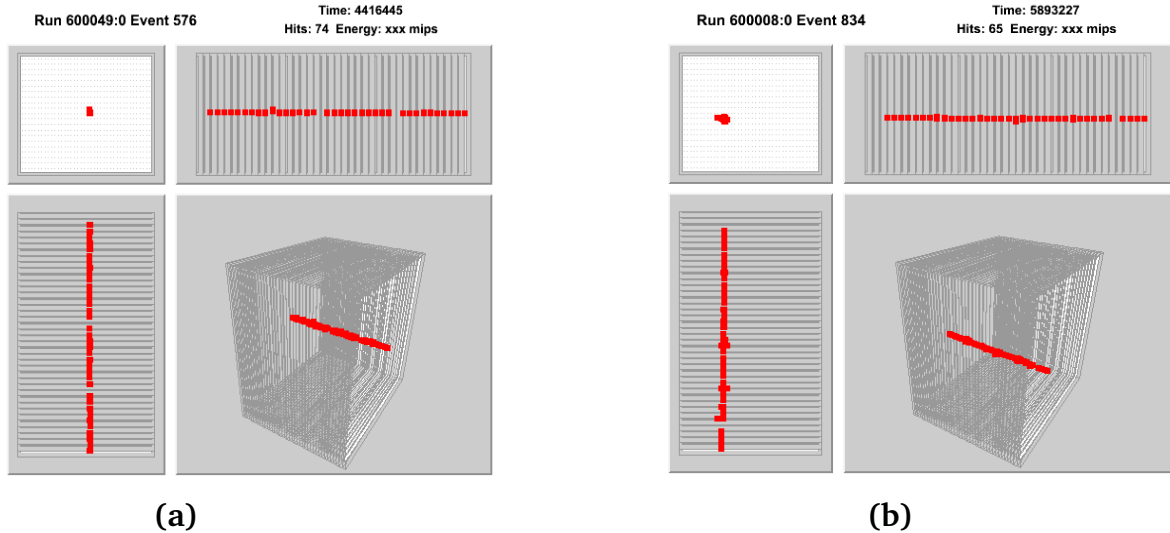 Run 600049:0 Event 576
Time: 4416445
Hits: 74 Energy: xxx mips
Run 600008:0 Event 834
Time: 5893227
Hits: 65 Energy: xxx mips
(a)
(b)